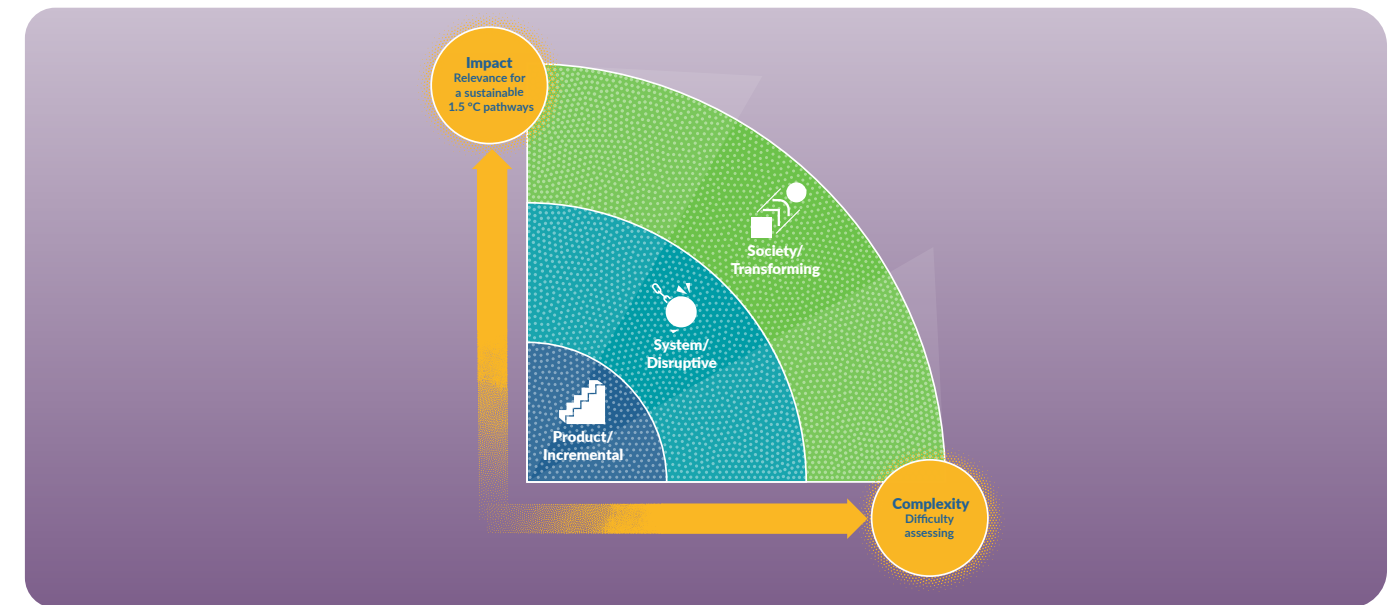 Impact
Relevance for
a sustainable
1.5 °C pathways
Society/
Transforming
System/
Disruptive
Product/
Incremental
Complexity
Difficulty
assessing